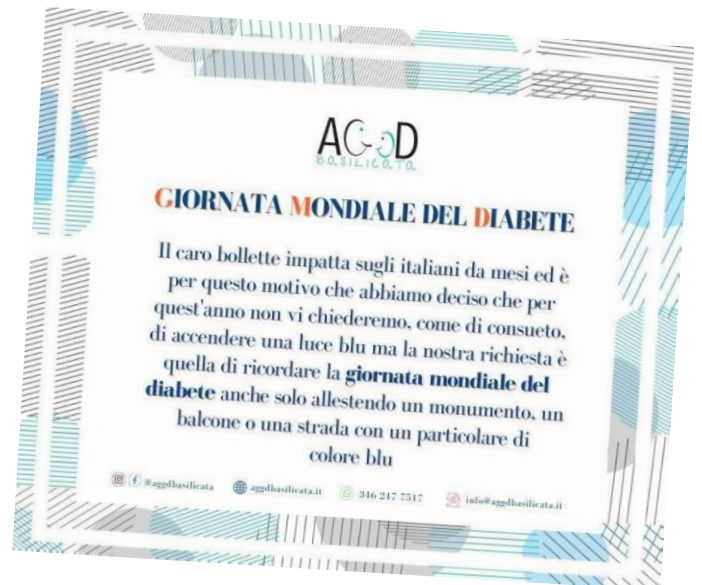 AGGD
BASILICATA
GIORNATA MONDIALE DEL DIABETE
Il caro bollette impatta sugli italiani da mesi ed è
per questo motivo che abbiamo deciso che per
quest'anno non vi chiederemo, come di consueto,
di accendere una luce blu ma la nostra richiesta è
quella di ricordare la giornata mondiale del
diabete anche solo allestendo un monumento, un
balcone o una strada con un particolare di
colore blu
@aggdbasilicata aggdbasilicata.it 346 247 7517 info@aggdbasilicata.it